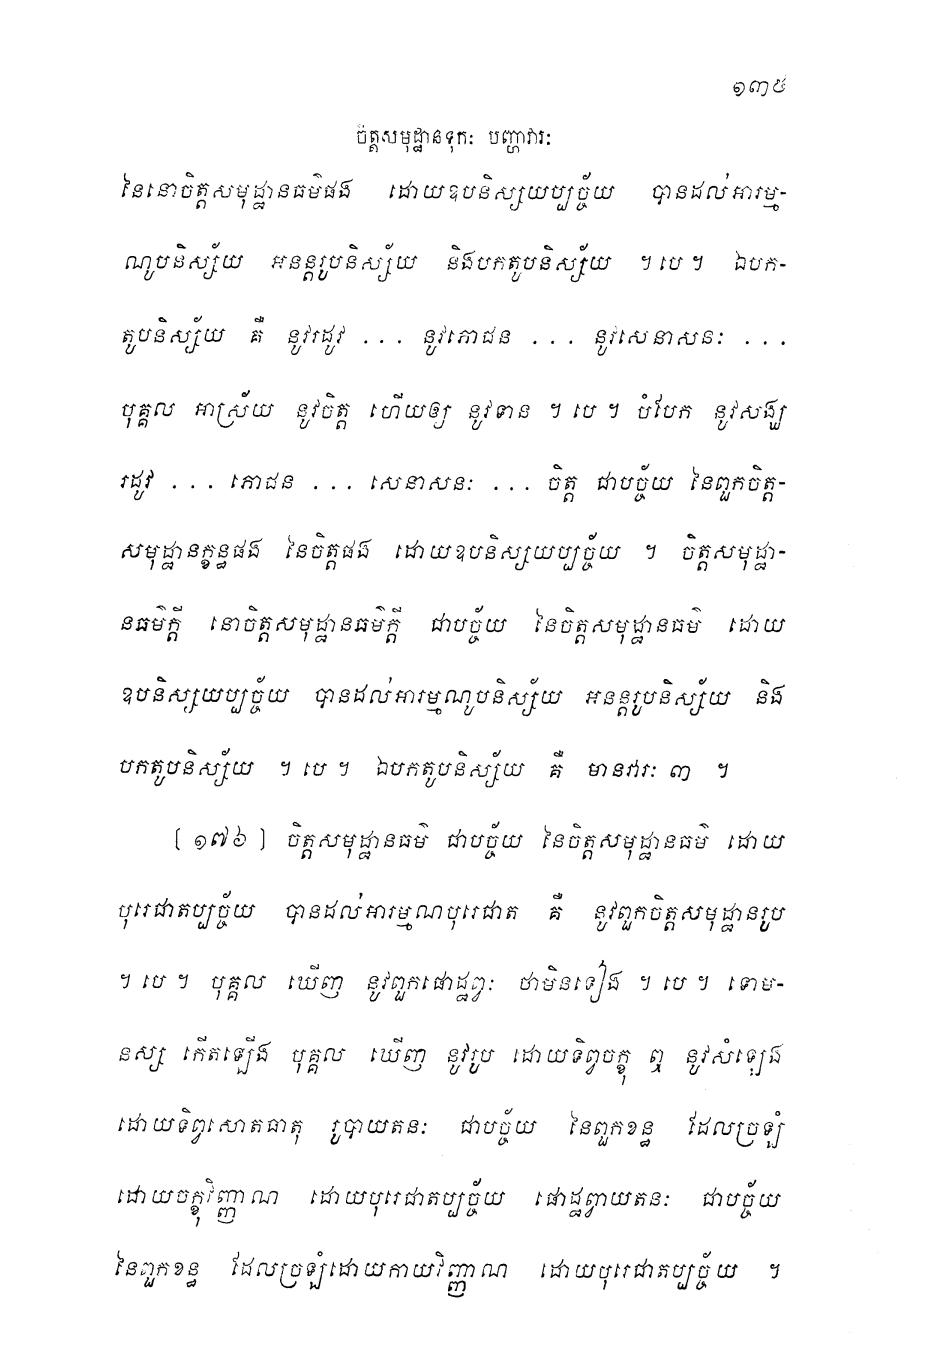 ១៣៥
ចិត្តសមុដ្ឋានទុកៈ បញ្ហាវារៈ
នៃនោចិត្តសមុដ្ឋានធម៌ផង ដោយឧបនិស្សយប្បច្ច័យ បានដល់អារម្ម-
ណូបនិស្ស័យ អនន្តរូបនិស្ស័យ និងបកតូបនិស្ស័យ ។ បេ ។ ឯបក-
តូបនិស្ស័យ គឺ នូវរដូវ ... នូវភោជន ... នូវសេនាសនៈ ...
បុគ្គល អាស្រ័យ នូវចិត្ត ហើយឲ្យ នូវទាន ។ បេ ។ បំបែក នូវសង្ឃ
រដូវ ... ភោជន ... សេនាសនៈ ... ចិត្ត ជាបច្ច័យ នៃពួកចិត្ត-
សមុដ្ឋានក្ខន្ធផង នៃចិត្តផង ដោយឧបនិស្សយប្បច្ច័យ ។ ចិត្តសមុដ្ឋា-
នធម៌ក្តី នោចិត្តសមុដ្ឋានធម៌ក្តី ជាបច្ច័យ នៃចិត្តសមុដ្ឋានធម៌ ដោយ
ឧបនិស្សយប្បច្ច័យ បានដល់អារម្មណូបនិស្ស័យ អនន្តរូបនិស្ស័យ និង
បកតូបនិស្ស័យ ។ បេ ។ ឯបកតូបនិស្ស័យ គឺ មានវារៈ ៣ ។
[១៧៦] ចិត្តសមុដ្ឋានធម៌ ជាបច្ច័យ នៃចិត្តសមុដ្ឋានធម៌ ដោយ
បុរេជាតប្បច្ច័យ បានដល់អារម្មណបុរេជាត គឺ នូវពួកចិត្តសមុដ្ឋានរូប
។ បេ ។ បុគ្គល ឃើញ នូវពួកផោដ្ឋព្វៈ ថាមិនទៀង ។ បេ ។ ទោម-
នស្ស កើតឡើង បុគ្គល ឃើញ នូវរូប ដោយទិព្វចក្ខុ ឮ នូវសំឡេង
ដោយទិព្វសោតធាតុ រូបាយតនៈ ជាបច្ច័យ នៃពួកខន្ធ ដែលច្រឡំ
ដោយចក្ខុវិញ្ញាណ ដោយបុរេជាតប្បច្ច័យ ផោដ្ឋព្វាយតនៈ ជាបច្ច័យ
នៃពួកខន្ធ ដែលច្រឡំដោយកាយវិញ្ញាណ ដោយបុរេជាតប្បច្ច័យ ។